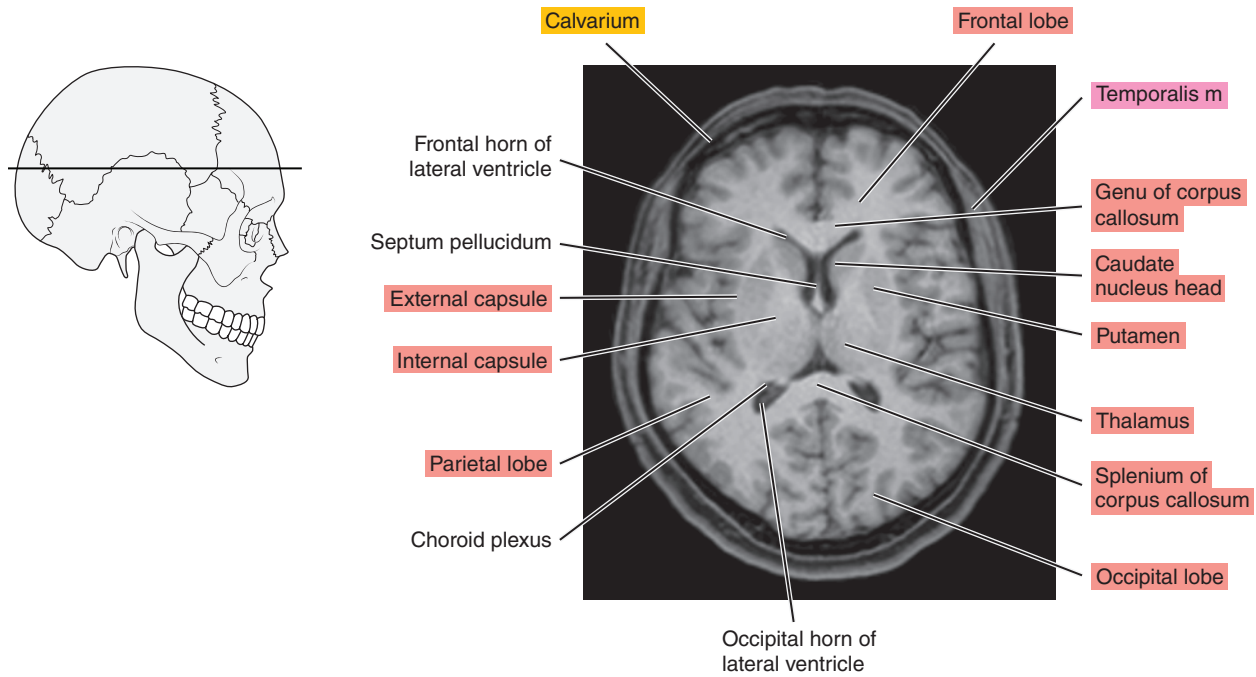 Calvarium
Frontal lobe
Temporalis m
Frontal horn of
lateral ventricle
Genu of corpus
callosum
Septum pellucidum
Caudate
nucleus head
External capsule
Putamen
Internal capsule
Thalamus
Parietal lobe
Splenium of
corpus callosum
Choroid plexus
Occipital lobe
Occipital horn of
lateral ventricle